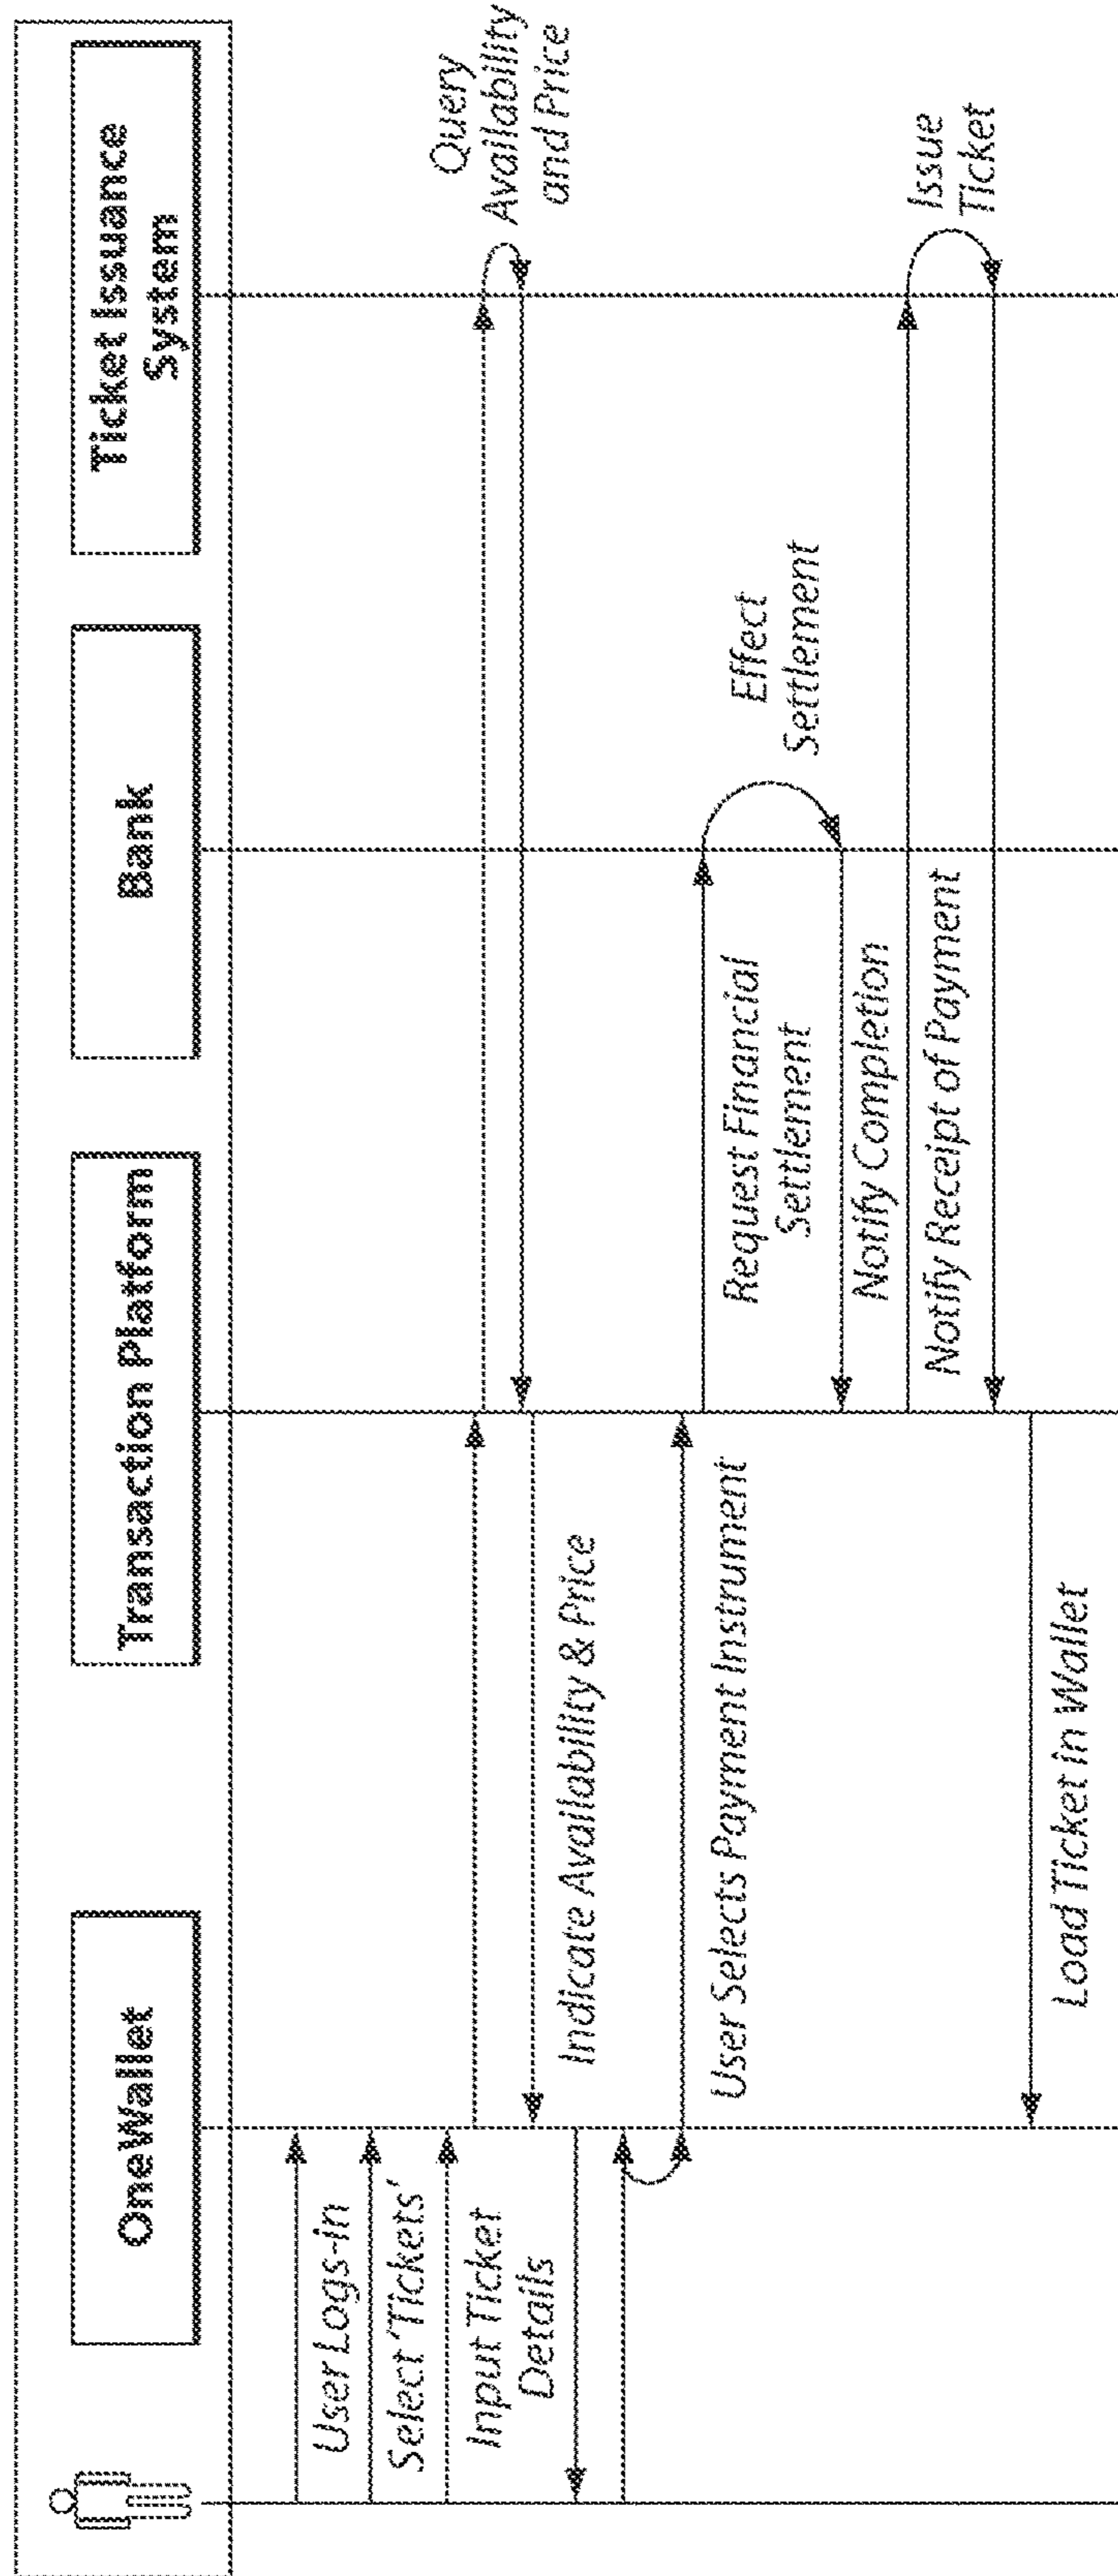 OneWallet
Transaction Platform
Bank
Ticket Issuance
System
User Logs-in
Select 'Tickets'
Input Ticket
Details
Query
Availability
and Price
Indicate Availability & Price
User Selects Payment Instrument
Request Financial
Settlement
Effect
Settlement
Notify Completion
Notify Receipt of Payment
Issue
Ticket
Load Ticket in Wallet